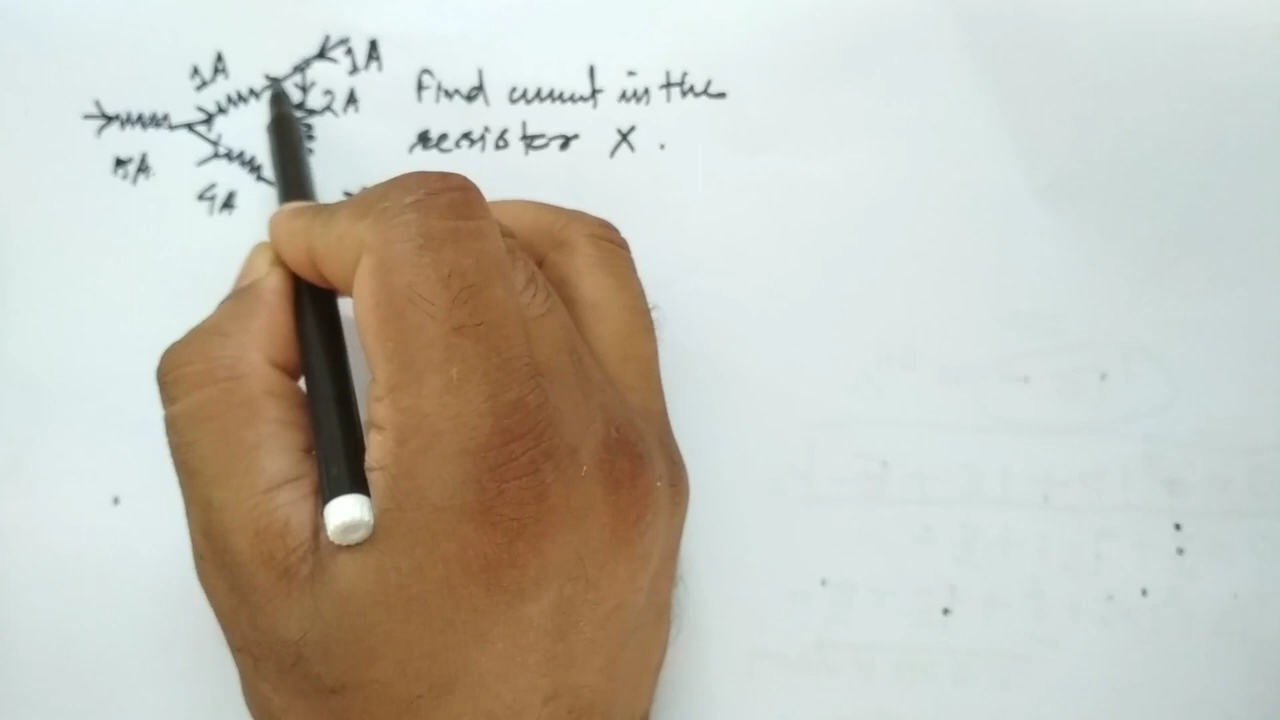 1A
1A
2A
5A
4A
Find current in the
resistor X.